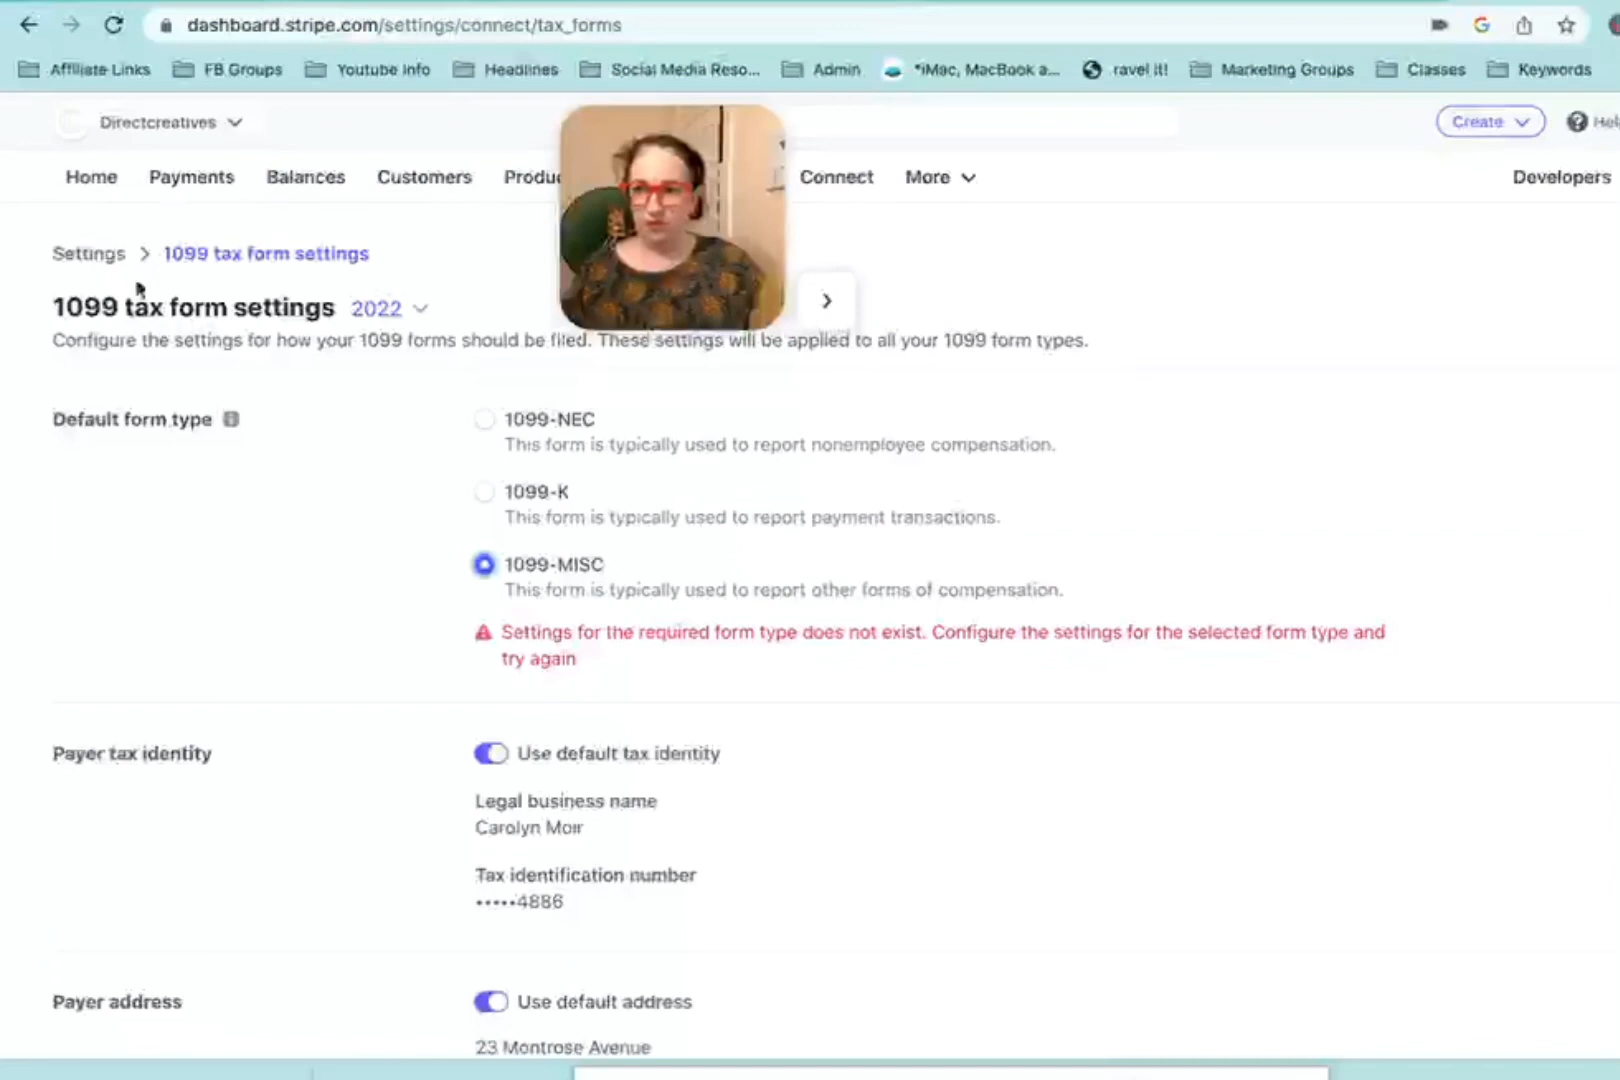 dashboard.stripe.com/settings/connect/tax_forms
Affiliate Links FB Groups Youtube Info Headlines Social Media Reso... Admin *iMac, MacBook a... ravel it! Marketing Groups Classes Keywords
Directcreatives Create Hel
Home Payments Balances Customers Produc Connect More Developers
Settings > 1099 tax form settings
1099 tax form settings 2022
Configure the settings for how your 1099 forms should be filed. These settings will be applied to all your 1099 form types.
Default form type
1099-NEC
This form is typically used to report nonemployee compensation.
1099-K
This form is typically used to report payment transactions.
1099-MISC
This form is typically used to report other forms of compensation.
Settings for the required form type does not exist. Configure the settings for the selected form type and
try again
Payer tax identity
Use default tax identity
Legal business name
Carolyn Moir
Tax identification number
•••••4886
Payer address
Use default address
23 Montrose Avenue